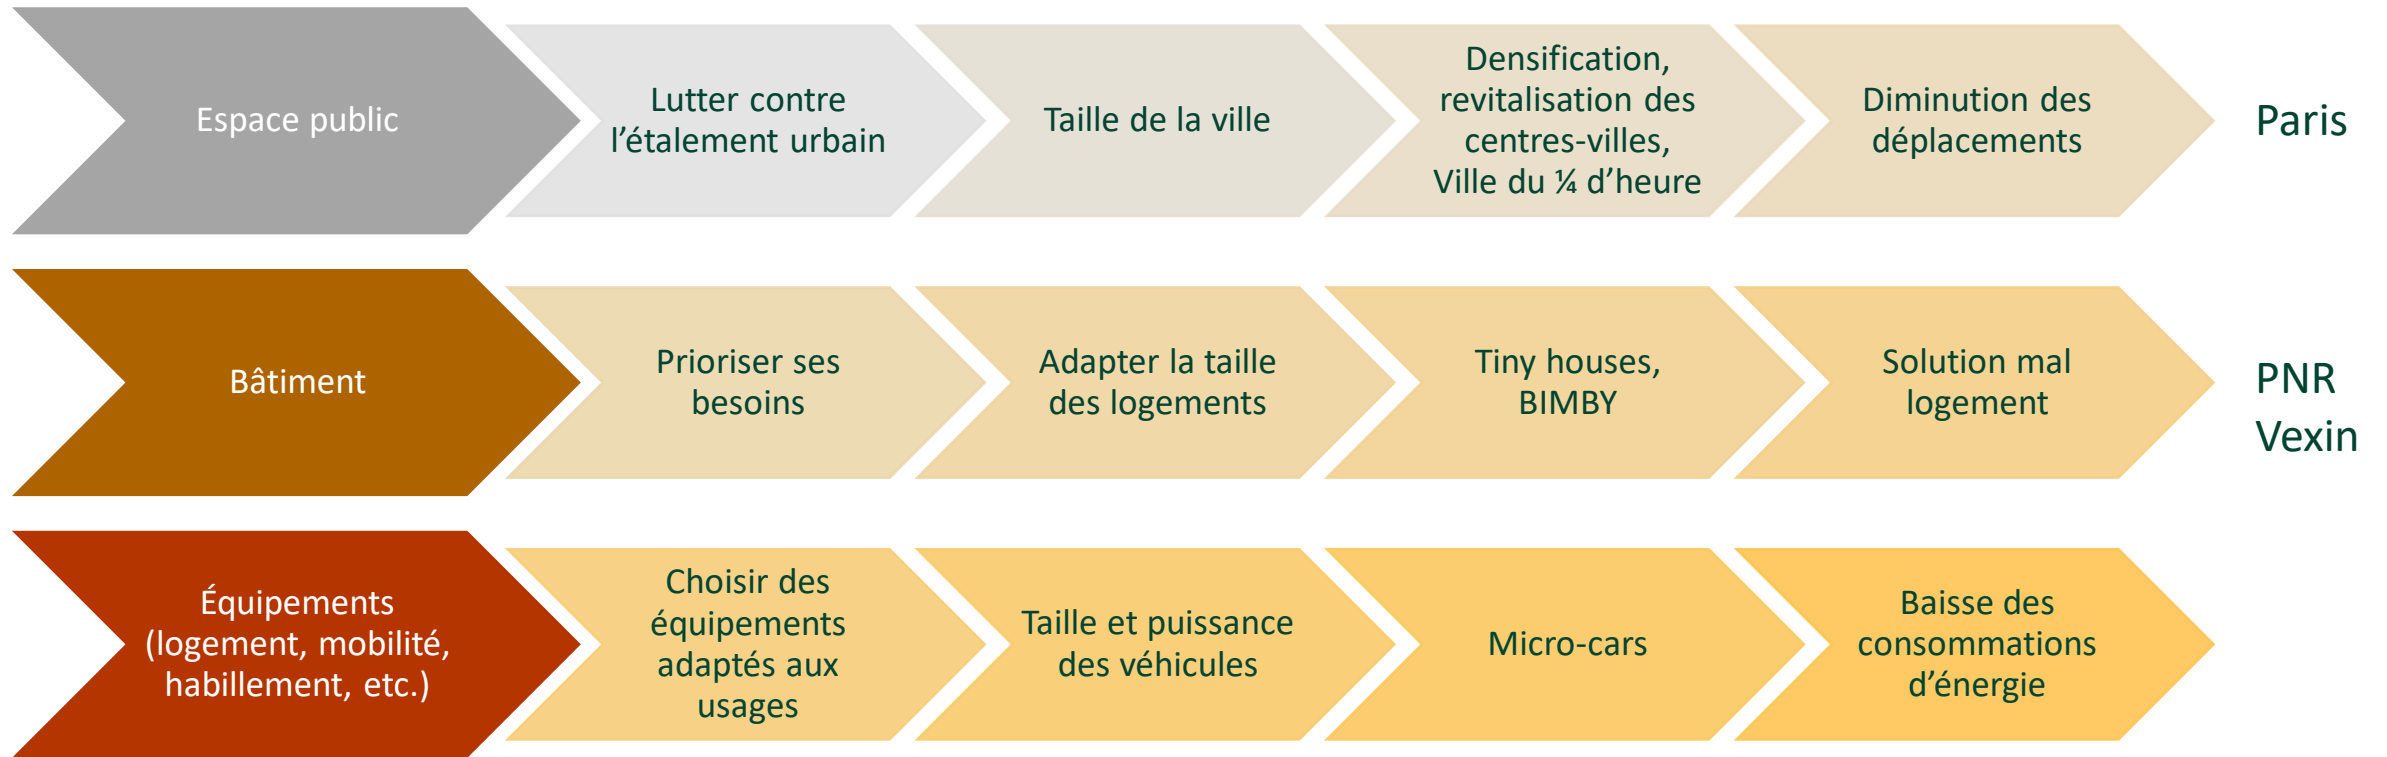 Espace public
Lutter contre
l’étalement urbain
Taille de la ville
Densification,
revitalisation des
centres-villes,
Ville du ¼ d’heure
Diminution des
déplacements
Paris
Bâtiment
Prioriser ses
besoins
Adapter la taille
des logements
Tiny houses,
BIMBY
Solution mal
logement
PNR
Vexin
Équipements
(logement, mobilité,
habillement, etc.)
Choisir des
équipements
adaptés aux
usages
Taille et puissance
des véhicules
Micro-cars
Baisse des
consommations
d’énergie